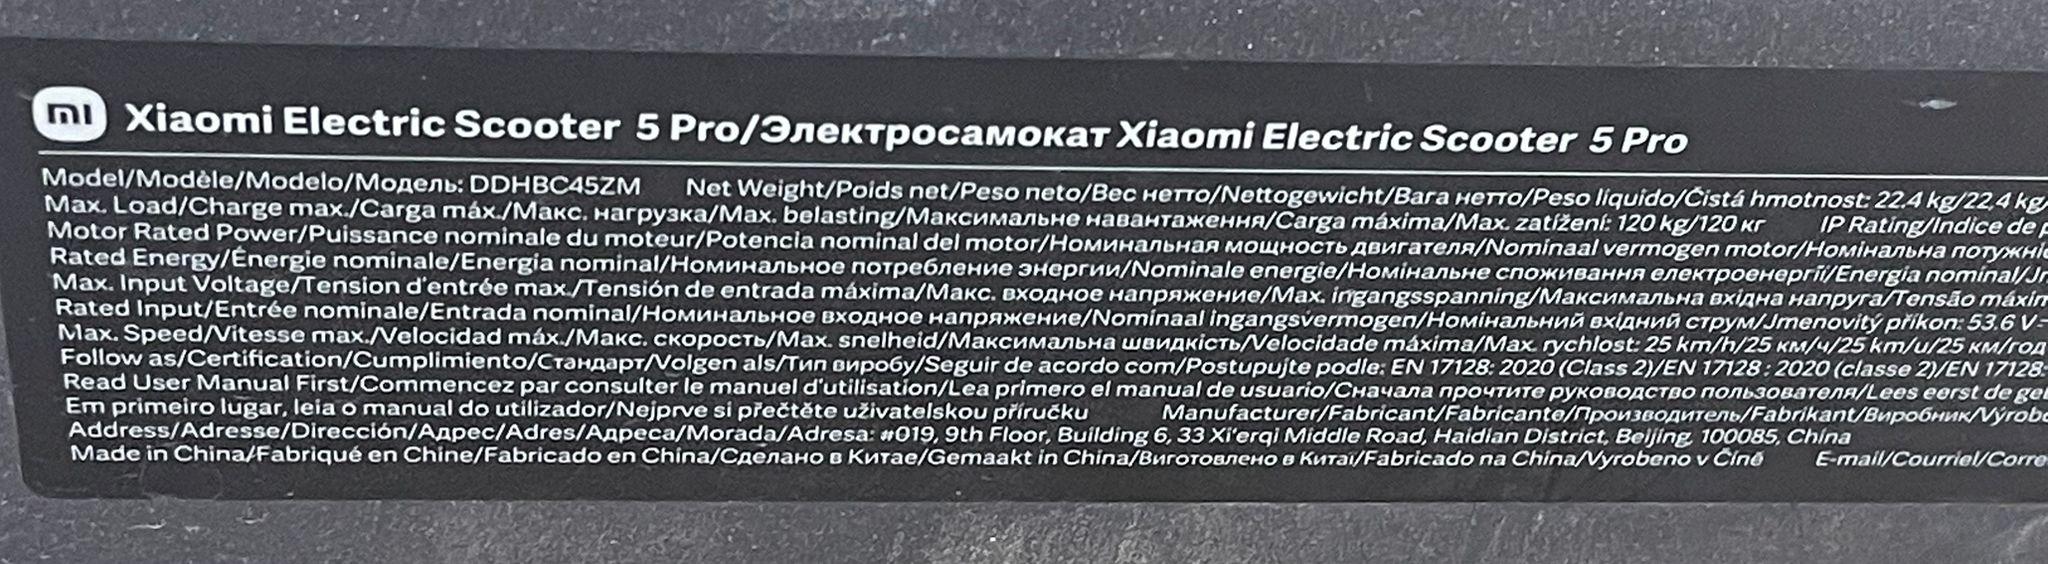 mi Xiaomi Electric Scooter 5 Pro/Электросамокат Xiaomi Electric Scooter 5 Pro
Model/Modèle/Modelo/Модель: DDHBC45ZM Net Weight/Poids net/Peso neto/Вес нетто/Nettogewicht/Вага нетто/Peso líquido/Čistá hmotnost: 22.4 kg/22.4 kg/
Max. Load/Charge max./Carga máx./Макс. нагрузка/Max. belasting/Максимальне навантаження/Carga máxima/Max. zatížení: 120 kg/120 кг IP Rating/Indice de
Motor Rated Power/Puissance nominale du moteur/Potencia nominal del motor/Номинальная мощность двигателя/Nominaal vermogen motor/Номінальна
Rated Energy/Énergie nominale/Energia nominal/Номинальное потребление энергии/Nominale energie/Номінальне споживання електроенергії/Energia nominal/
Max. Input Voltage/Tension d'entrée max./Tensión de entrada máxima/Макс. входное напряжение/Max. ingangsspanning/Максимальна вхідна напруга/Tensão
Rated Input/Entrée nominale/Entrada nominal/Номинальное входное напряжение/Nominaal ingangsvermogen/Номінальний вхідний струм/Jmenovitý příkon: 53.6 V
Max. Speed/Vitesse max./Velocidad máx./Макс. скорость/Max. snelheid/Максимальна швидкість/Velocidade máxima/Max. rychlost: 25 km/h/25 км/ч/25 km/u/25 км/год
Follow as/Certification/Cumplimiento/Стандарт/Volgen als/Тип виробу/Seguir de acordo com/Postupujte podle: EN 17128: 2020 (Class 2)/EN 17128 : 2020 (classe 2)/EN 17128:
Read User Manual First/Commencez par consulter le manuel d'utilisation/Lea primero el manual de usuario/Сначала прочтите руководство пользователя/Lees eerst de
Em primeiro lugar, leia o manual do utilizador/Nejprve si přečtěte uživatelskou příručku Manufacturer/Fabricant/Fabricante/Производитель/Fabrikant/Виробник/
Address/Adresse/Dirección/Адрес/Adres/Адреса/Morada/Adresa: #019, 9th Floor, Building 6, 33 Xi'erqi Middle Road, Haidian District, Beijing, 100085, China
Made in China/Fabriqué en Chine/Fabricado en China/Сделано в Китае/Gemaakt in China/Виготовлено в Китаї/Fabricado na China/Vyrobeno v Číně E-mail/Courriel/